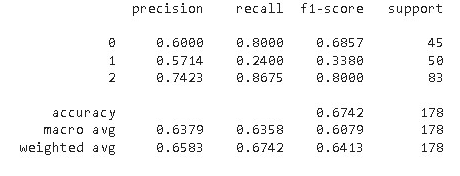 precision recall f1-score support
0 0.6000 0.8000 0.6857 45
1 0.5714 0.2400 0.3380 50
2 0.7423 0.8675 0.8000 83
accuracy 0.6742 178
macro avg 0.6379 0.6358 0.6079 178
weighted avg 0.6583 0.6742 0.6413 178